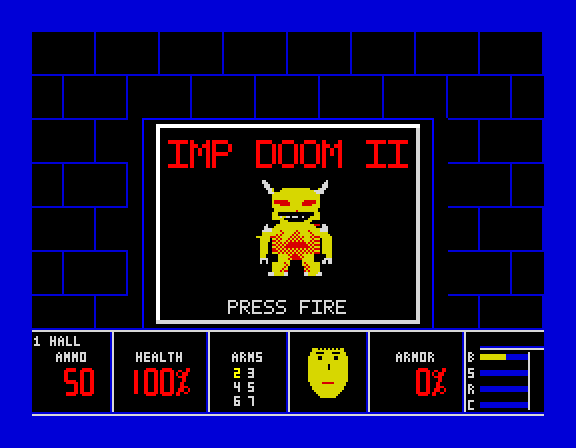 IMP DOOM II
PRESS FIRE
1 HALL
AMMO HEALTH ARMS ARMOR B
50 100% 2 3 0% S
4 5 R
6 7 C